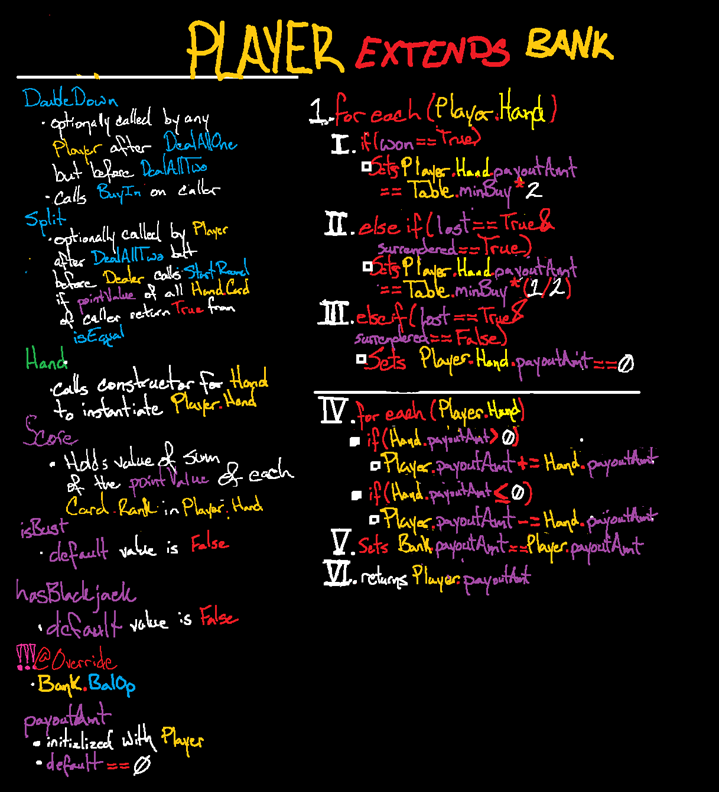 PLAYER EXTENDS BANK
DoubleDown
• optionally called by any
Player after DealAllOne
but before DealAllTwo
• calls BuyIn on caller
Split
• optionally called by Player
after DealAllTwo but
before Dealer calls StartRound
if pointValue of all Hand.Card
of caller return True from
isEqual
Hand
• calls constructor for Hand
to instantiate Player.Hand
Score
• Holds value of sum
of the pointValue of each
Card.Rank in Player.Hand
isBust
• default value is False
hasBlackjack
• default value is False
!!!@Override
• Bank.BalOp
payoutAmt
• initialized with Player
• default == 0
1. for each (Player.Hand)
I. if(won==True)
Sets Player.Hand.payoutAmt
== Table.minBuy*2
II. else if(lost==True&
surrendered==True)
Sets Player.Hand.payoutAmt
== Table.minBuy*(1/2)
III. else if(lost==True&
surrendered==False)
Sets Player.Hand.payoutAmt==0
IV. for each (Player.Hand)
if(Hand.payoutAmt>0)
Player.payoutAmt += Hand.payoutAmt
if(Hand.payoutAmt≤0)
Player.payoutAmt -= Hand.payoutAmt
V. Sets Bank.payoutAmt==Player.payoutAmt
VI. returns Player.payoutAmt